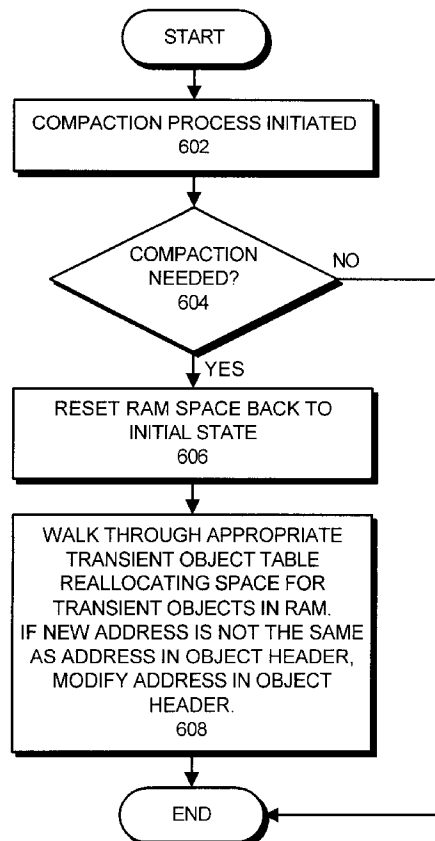 START
COMPACTION PROCESS INITIATED
602
COMPACTION
NEEDED?
604
NO
YES
RESET RAM SPACE BACK TO
INITIAL STATE
606
WALK THROUGH APPROPRIATE
TRANSIENT OBJECT TABLE
REALLOCATING SPACE FOR
TRANSIENT OBJECTS IN RAM.
IF NEW ADDRESS IS NOT THE SAME
AS ADDRESS IN OBJECT HEADER,
MODIFY ADDRESS IN OBJECT
HEADER.
608
END